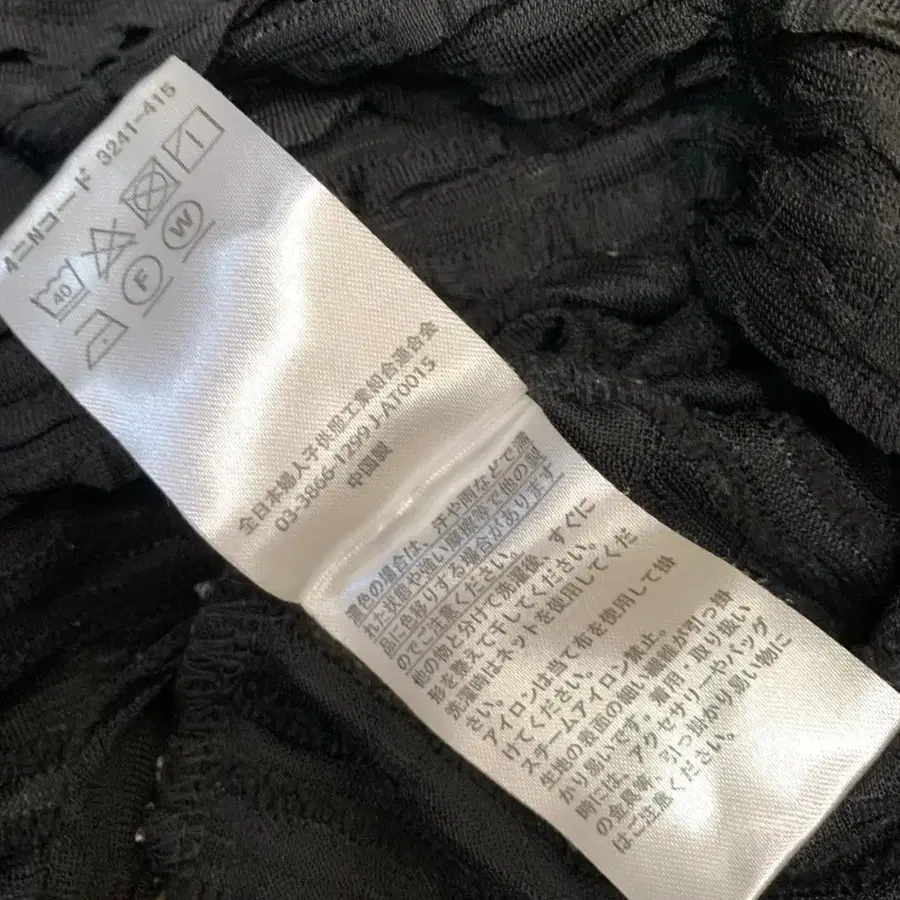 ﾏﾆNコード 3241-415
40
W
F
全日本婦人子供服工業組合連合会
03-3866-1299 J AT0015
中国製
濃色の場合は、汗や雨などで濡
れた状態や強い摩擦等で他の製
品に色移りする場合があります
のでご注意ください。
他の物と分けて洗濯後、すぐに
形を整えて干してください。
洗濯時はネットを使用してくだ
さい。
アイロンは当て布を使用して掛
けてください。
スチームアイロン禁止。
生地の表面の細い繊維が引っ掛
かり易いです。着用・取り扱い
時には、アクセサリーやバッグ
の金具等、引っ掛かり易い物に
はご注意ください。